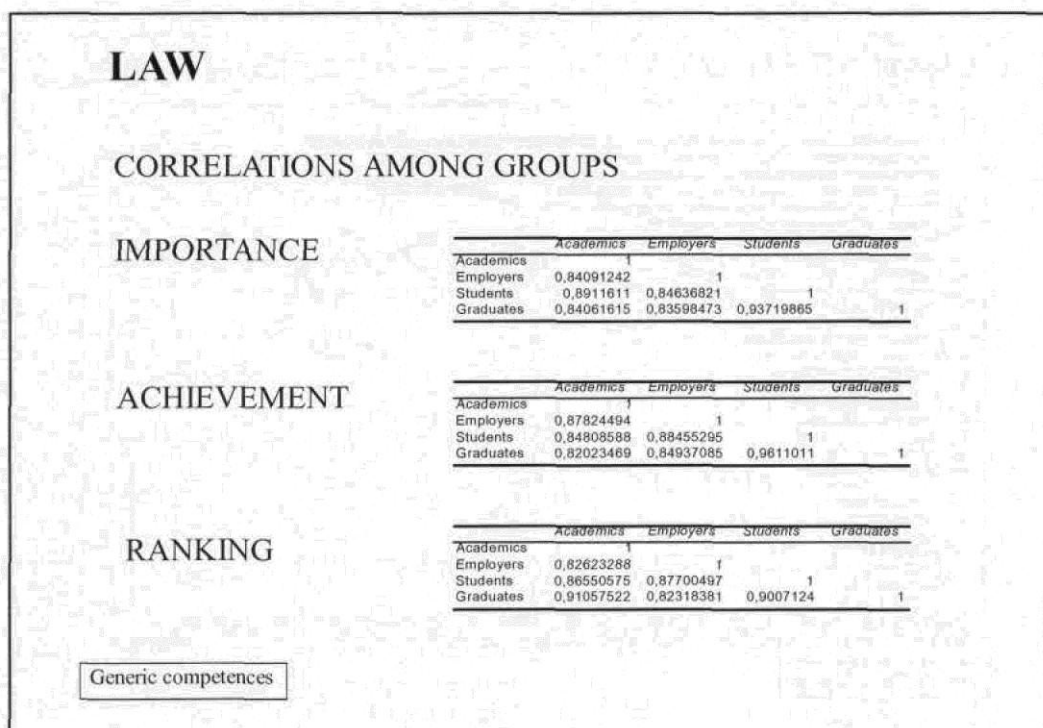 LAW
CORRELATIONS AMONG GROUPS
IMPORTANCE
Academics Employers Students Graduates
Academics 1
Employers 0,84091242 1
Students 0,8911611 0,84636821 1
Graduates 0,84061615 0,83598473 0,93719865 1
ACHIEVEMENT
Academics Employers Students Graduates
Academics 1
Employers 0,87824494 1
Students 0,84808588 0,88455295 1
Graduates 0,82023469 0,84937085 0,9611011 1
RANKING
Academics Employers Students Graduates
Academics 1
Employers 0,82623288 1
Students 0,86550575 0,87700497 1
Graduates 0,91057522 0,82318381 0,9007124 1
Generic competences